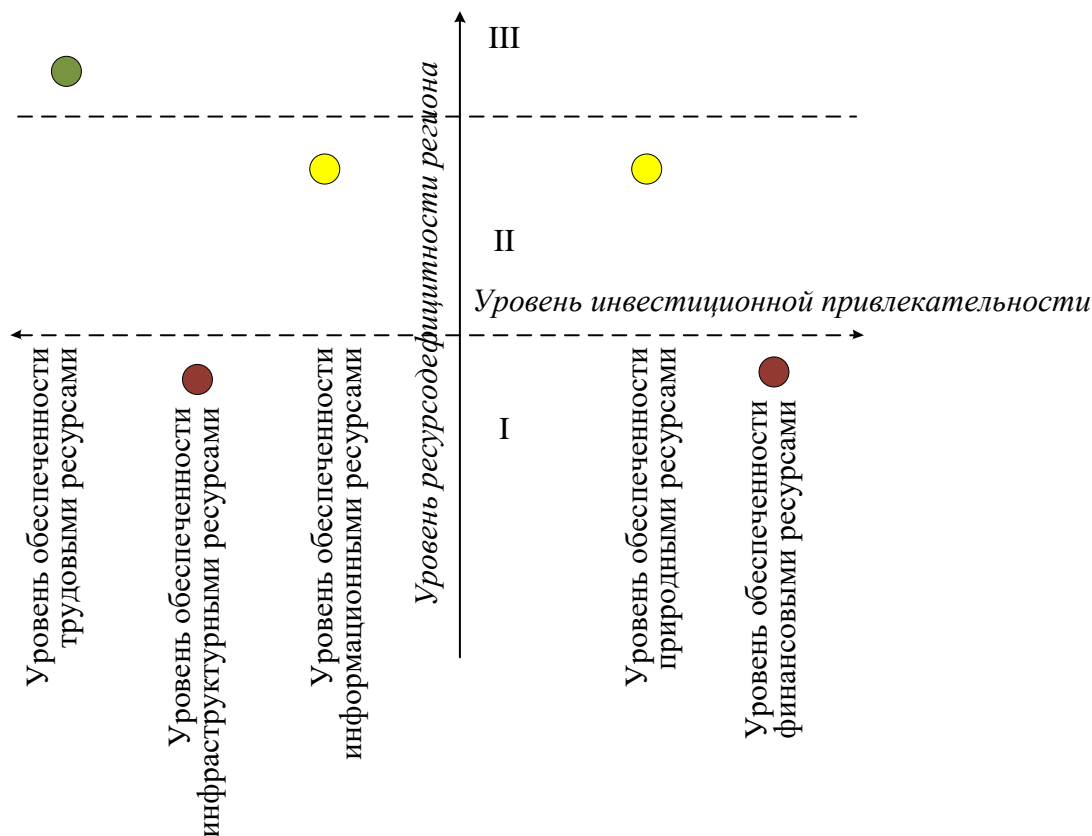 III
Уровень ресурсодефицитности региона
II
Уровень инвестиционной привлекательности
I
Уровень обеспеченности
трудовыми ресурсами
Уровень обеспеченности
инфраструктурными ресурсами
Уровень обеспеченности
информационными ресурсами
Уровень обеспеченности
природными ресурсами
Уровень обеспеченности
финансовыми ресурсами